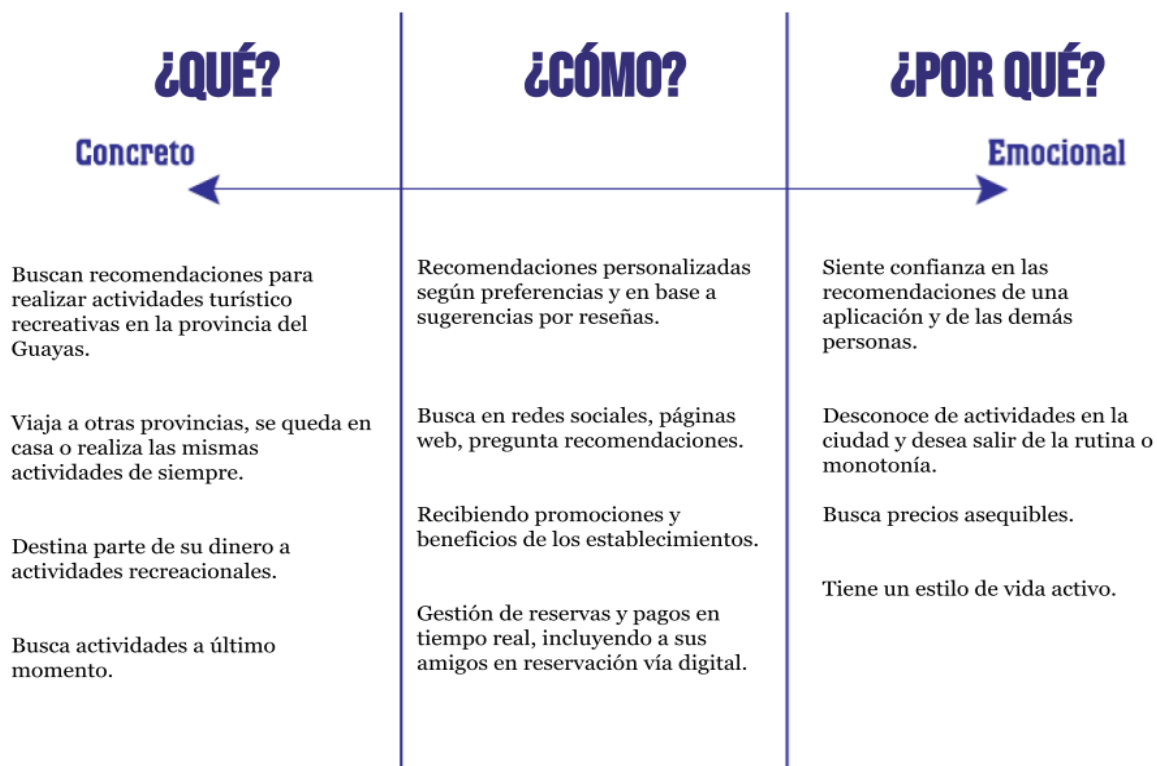 ¿QUÉ?
¿CÓMO?
¿POR QUÉ?
Concreto
Emocional
Buscan recomendaciones para
realizar actividades turístico
recreativas en la provincia del
Guayas.
Viaja a otras provincias, se queda en
casa o realiza las mismas
actividades de siempre.
Destina parte de su dinero a
actividades recreacionales.
Busca actividades a último
momento.
Recomendaciones personalizadas
según preferencias y en base a
sugerencias por reseñas.
Busca en redes sociales, páginas
web, pregunta recomendaciones.
Recibiendo promociones y
beneficios de los establecimientos.
Gestión de reservas y pagos en
tiempo real, incluyendo a sus
amigos en reservación vía digital.
Siente confianza en las
recomendaciones de una
aplicación y de las demás
personas.
Desconoce de actividades en la
ciudad y desea salir de la rutina o
monotonía.
Busca precios asequibles.
Tiene un estilo de vida activo.